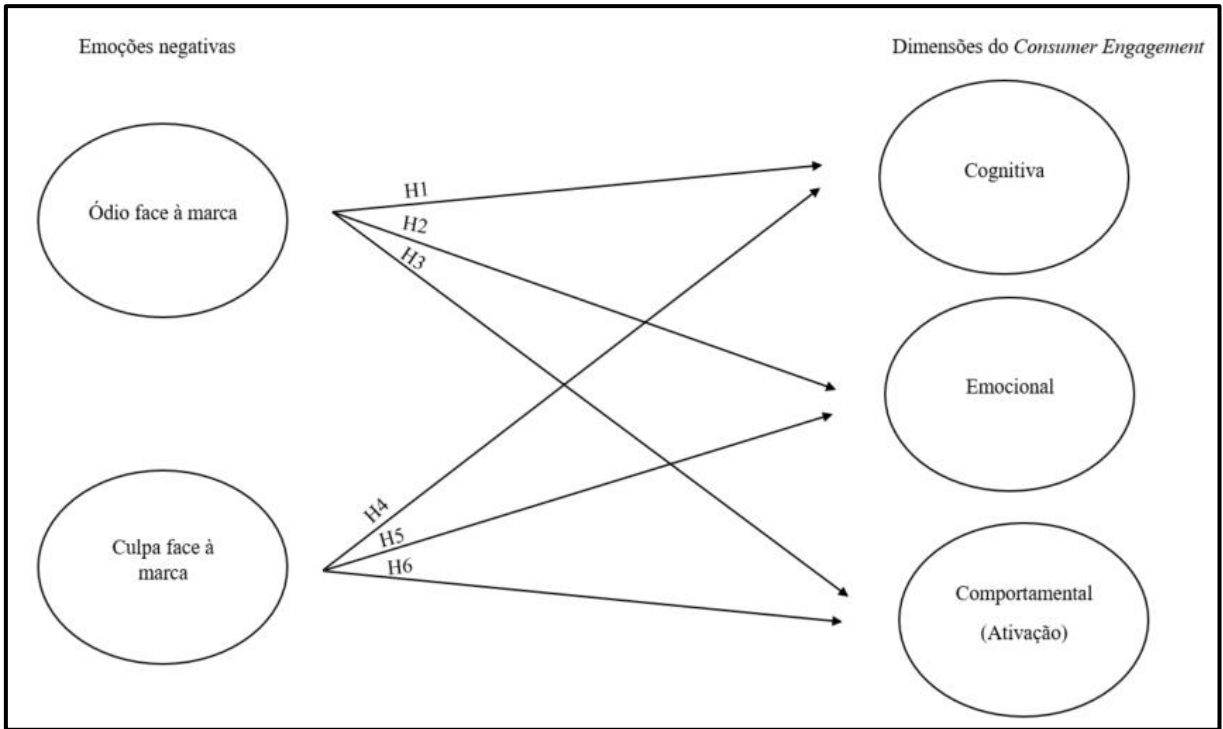 Emoções negativas
Dimensões do Consumer Engagement
Ódio face à marca
Culpa face à
marca
H1
H2
H3
H4
H5
H6
Cognitiva
Emocional
Comportamental
(Ativação)